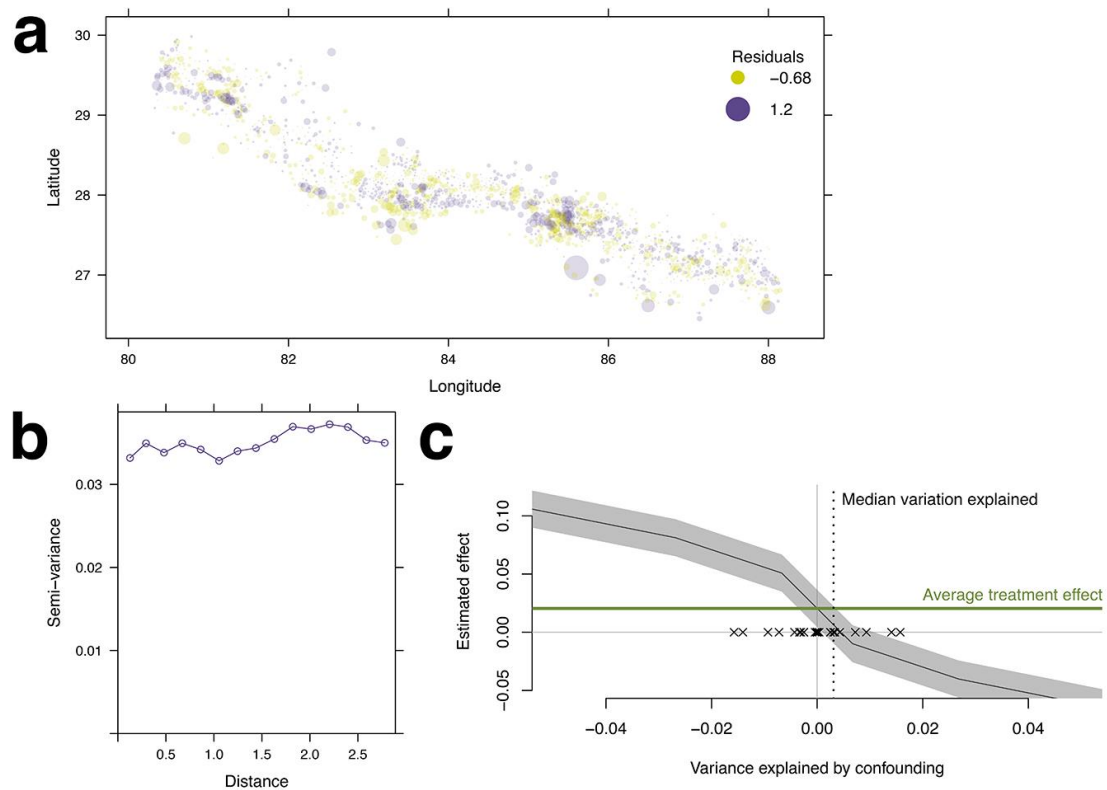 a
30
29
28
27
Latitude
Residuals
−0.68
1.2
80 82 84 86 88
Longitude
b
0.03
0.02
0.01
Semi−variance
0.5 1.0 1.5 2.0 2.5
Distance
c
0.10
0.05
0.00
−0.05
Estimated effect
Median variation explained
Average treatment effect
−0.04 −0.02 0.00 0.02 0.04
Variance explained by confounding